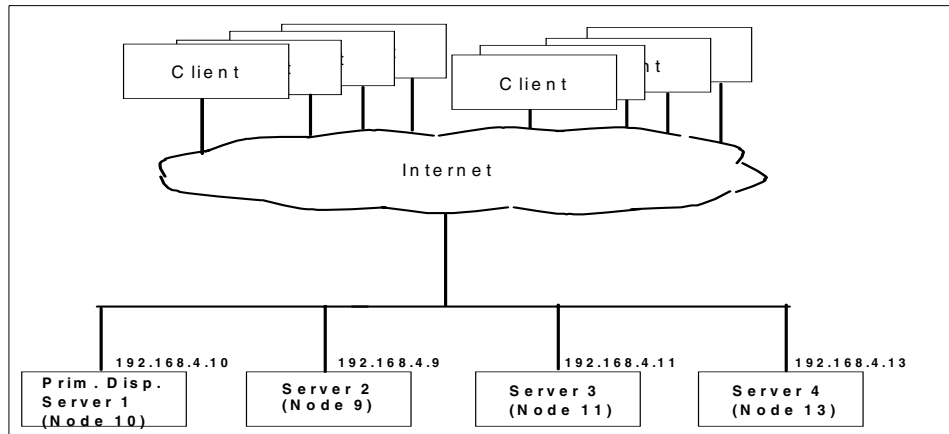 Client
t
t
Client
nt
Internet
192.168.4.10
192.168.4.9
192.168.4.11
192.168.4.13
Prim. Disp.
Server 1
(Node 10)
Server 2
(Node 9)
Server 3
(Node 11)
Server 4
(Node 13)